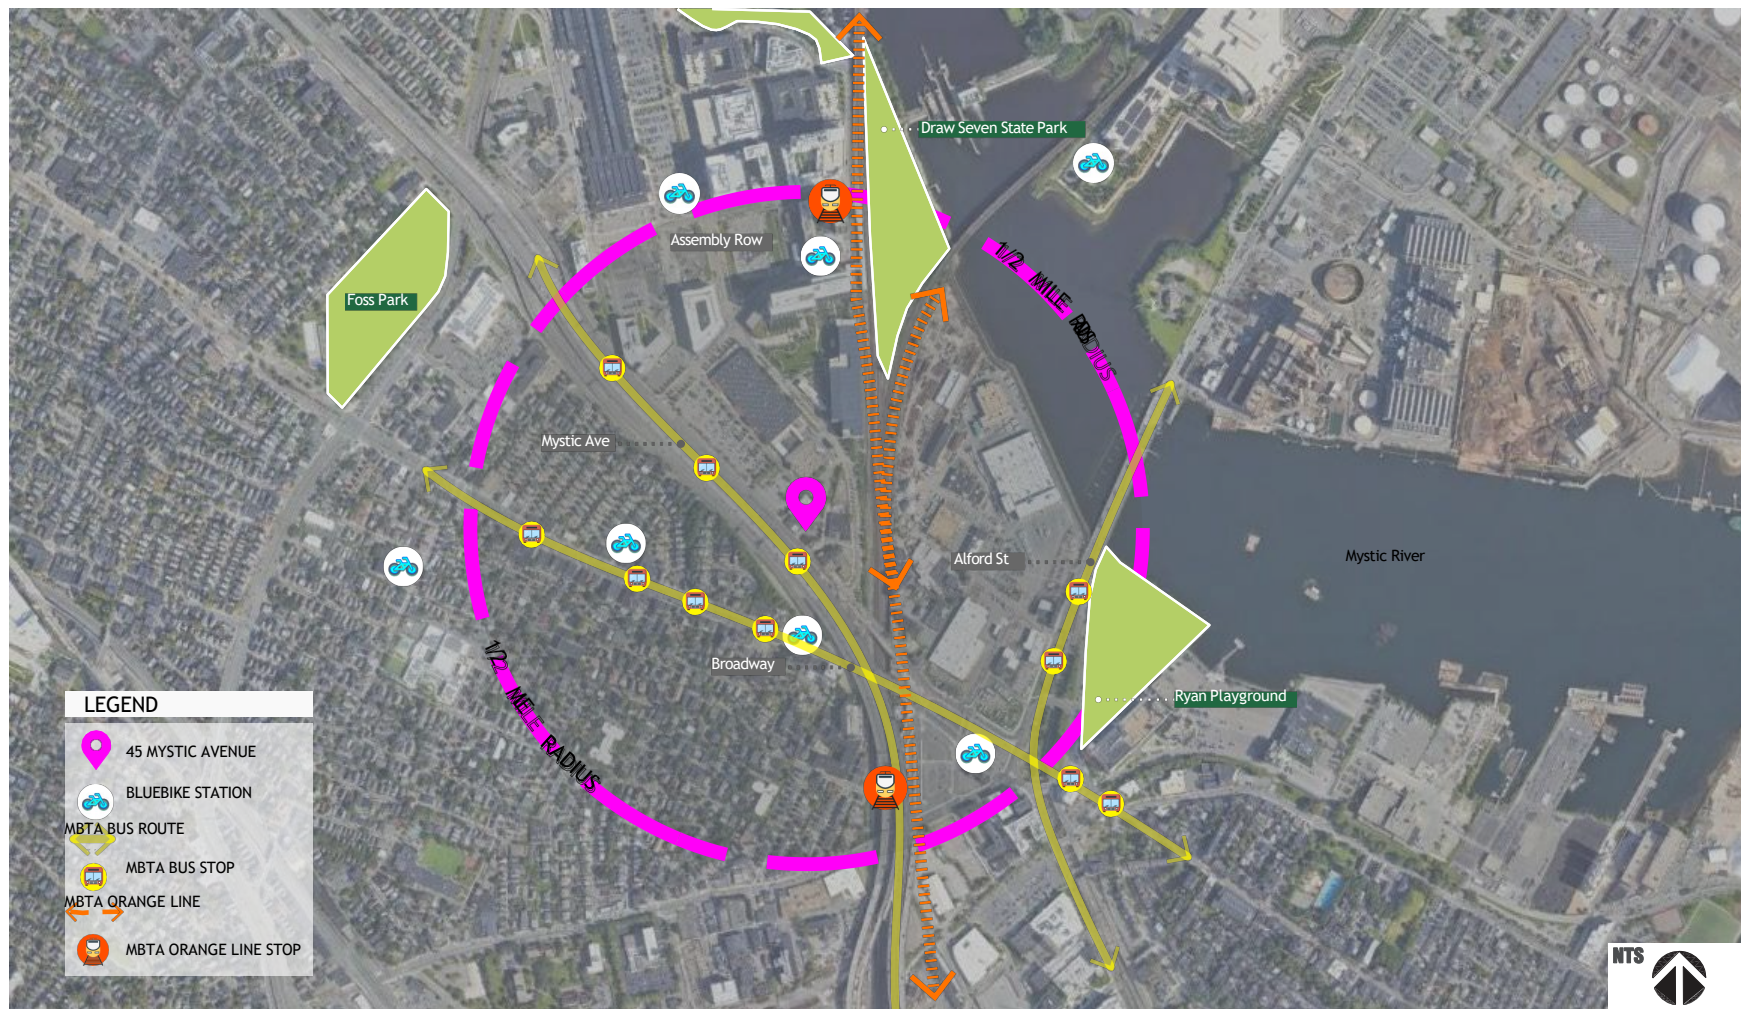 Draw Seven State Park
Assembly Row
1/2 MILE RADIUS
Foss Park
Mystic Ave
Alford St
Mystic River
1/2 MILE RADIUS
Broadway
Ryan Playground
LEGEND
45 MYSTIC AVENUE
BLUEBIKE STATION
MBTA BUS ROUTE
MBTA BUS STOP
MBTA ORANGE LINE
MBTA ORANGE LINE STOP
NTS